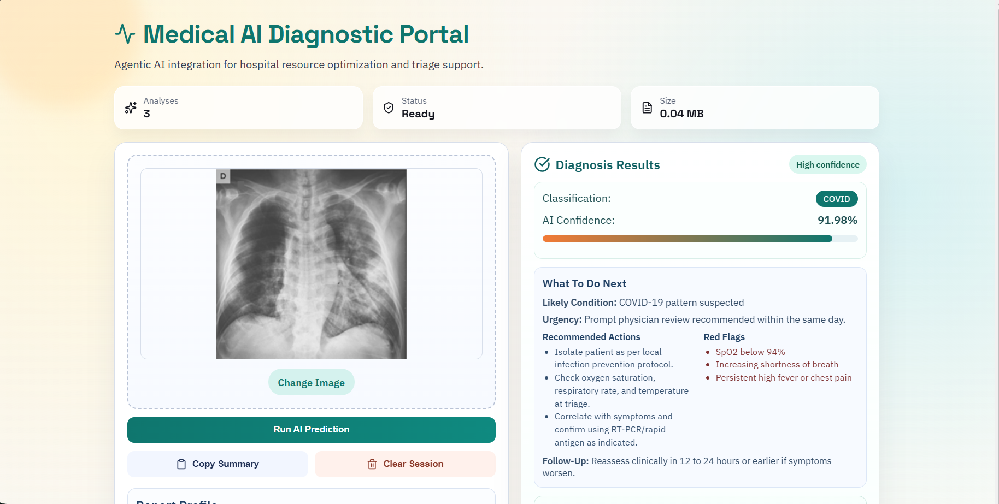 Medical AI Diagnostic Portal
Agentic AI integration for hospital resource optimization and triage support.
Analyses
3
Status
Ready
Size
0.04 MB
D
Change Image
Run AI Prediction
Copy Summary
Clear Session
Report Profile
Diagnosis Results
High confidence
Classification:
COVID
AI Confidence:
91.98%
What To Do Next
Likely Condition: COVID-19 pattern suspected
Urgency: Prompt physician review recommended within the same day.
Recommended Actions
Isolate patient as per local
infection prevention protocol.
Check oxygen saturation,
respiratory rate, and temperature
at triage.
Correlate with symptoms and
confirm using RT-PCR/rapid
antigen as indicated.
Red Flags
SpO2 below 94%
Increasing shortness of breath
Persistent high fever or chest pain
Follow-Up: Reassess clinically in 12 to 24 hours or earlier if symptoms
worsen.